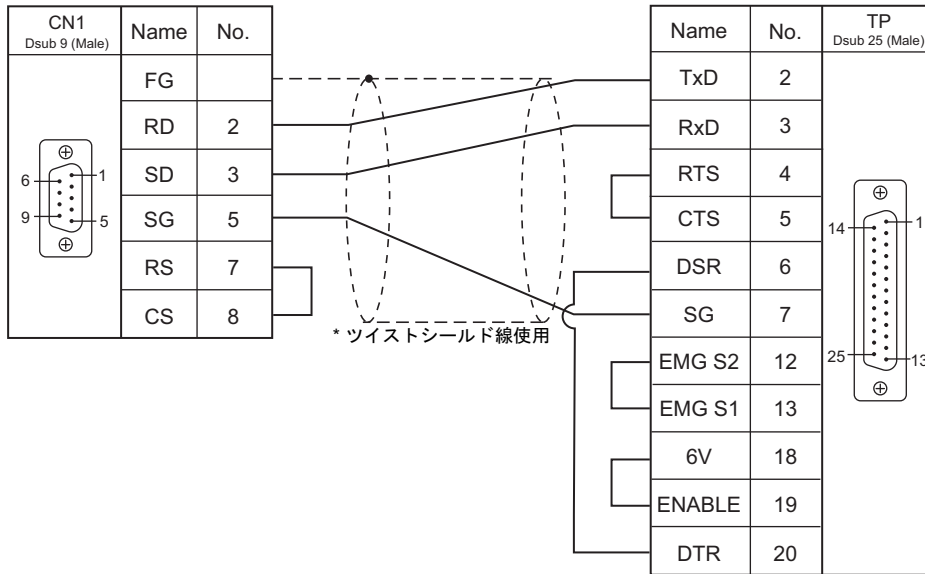 CN1
Dsub 9 (Male)
Name No.
FG
RD 2
SD 3
SG 5
RS 7
CS 8
6
1
9
5
* ツイストシールド線使用
Name No.
TP
Dsub 25 (Male)
TxD 2
RxD 3
RTS 4
CTS 5
DSR 6
SG 7
EMG S2 12
EMG S1 13
6V 18
ENABLE 19
DTR 20
14
1
25
13